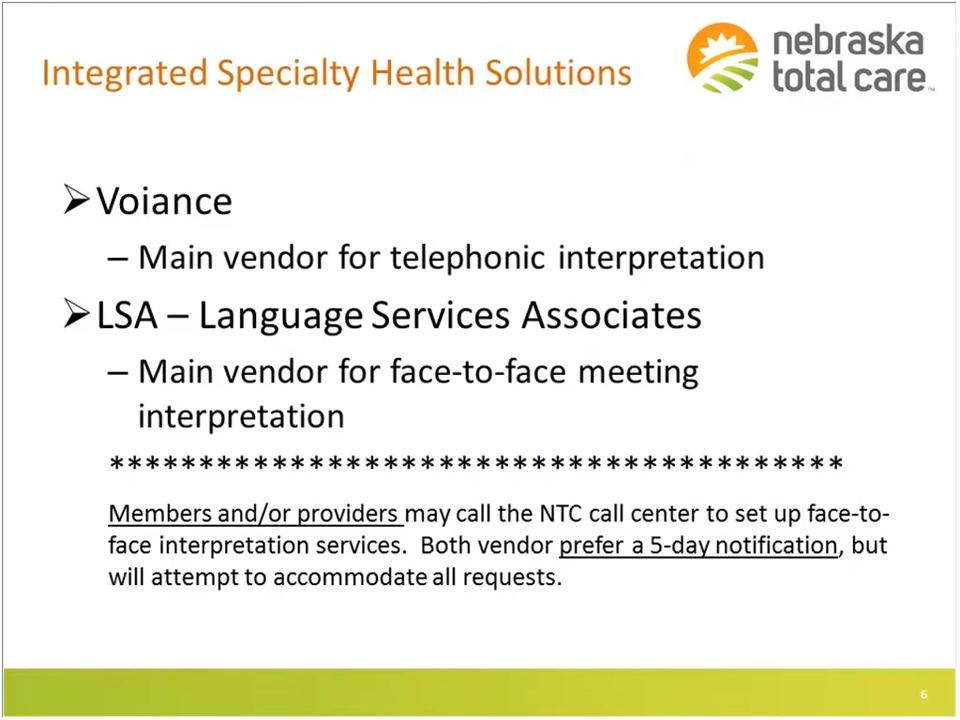 Integrated Specialty Health Solutions
nebraska
total care™
➢Voiance
– Main vendor for telephonic interpretation
➢LSA – Language Services Associates
– Main vendor for face-to-face meeting
interpretation
****************************************
Members and/or providers may call the NTC call center to set up face-to-
face interpretation services.  Both vendor prefer a 5-day notification, but
will attempt to accommodate all requests.
6